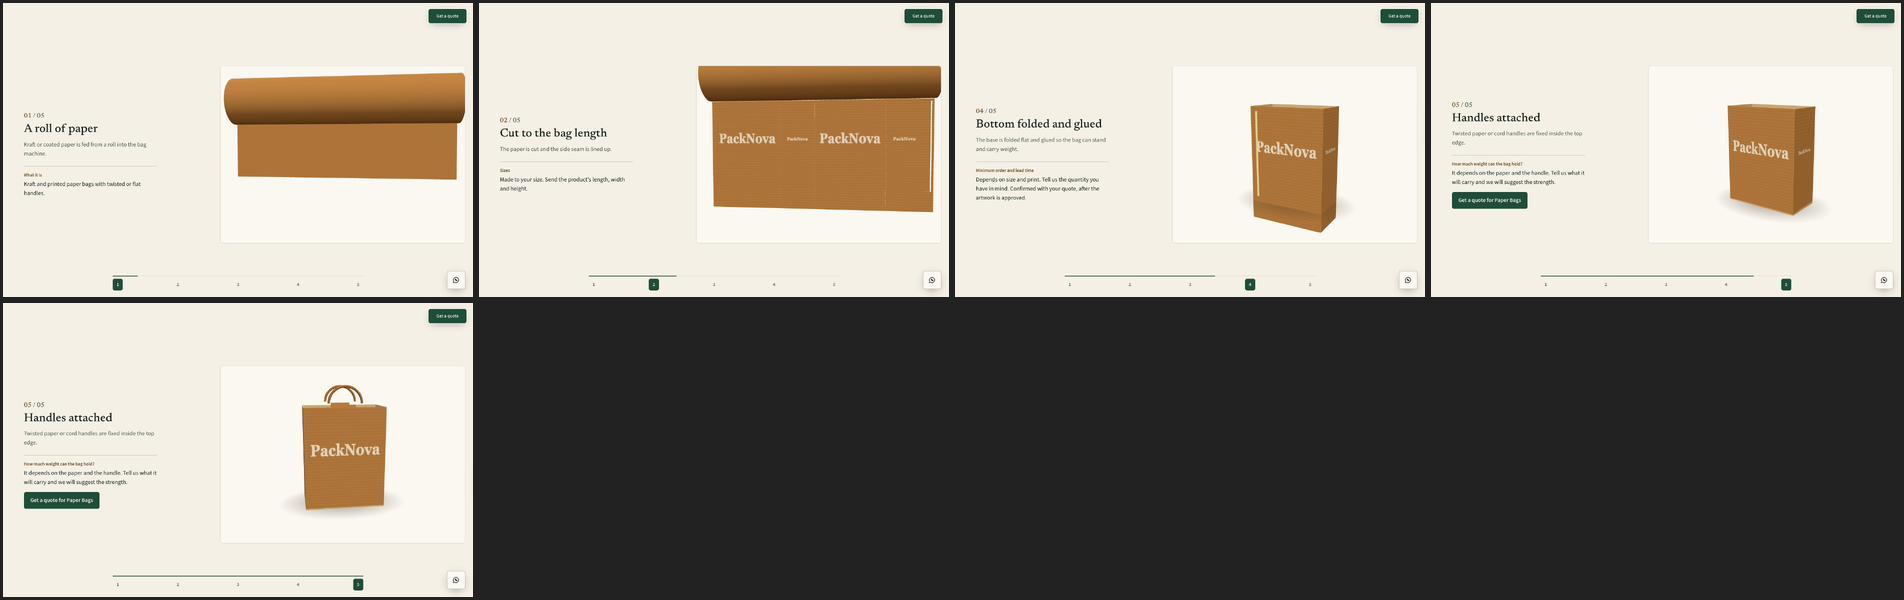 Get a quote
01 / 05
A roll of paper
Kraft or coated paper is fed from a roll into the bag
machine.
What it is
Kraft and printed paper bags with twisted or flat
handles.
1 2 3 4 5
Get a quote
02 / 05
Cut to the bag length
The paper is cut and the side seam is lined up.
Sizes
Made to your size. Send the product's length, width
and height.
PackNova PackNova PackNova PackNova
1 2 3 4 5
Get a quote
04 / 05
Bottom folded and glued
The base is folded flat and glued so the bag can stand
and carry weight.
Minimum order and lead time
Depends on size and print. Tell us the quantity you
have in mind. Confirmed with your quote, after the
artwork is approved.
PackNova PackNova
1 2 3 4 5
Get a quote
05 / 05
Handles attached
Twisted paper or cord handles are fixed inside the top
edge.
How much weight can the bag hold?
It depends on the paper and the handle. Tell us what it
will carry and we will suggest the strength.
Get a quote for Paper Bags
PackNova PackNova
1 2 3 4 5
Get a quote
05 / 05
Handles attached
Twisted paper or cord handles are fixed inside the top
edge.
How much weight can the bag hold?
It depends on the paper and the handle. Tell us what it
will carry and we will suggest the strength.
Get a quote for Paper Bags
PackNova
1 2 3 4 5